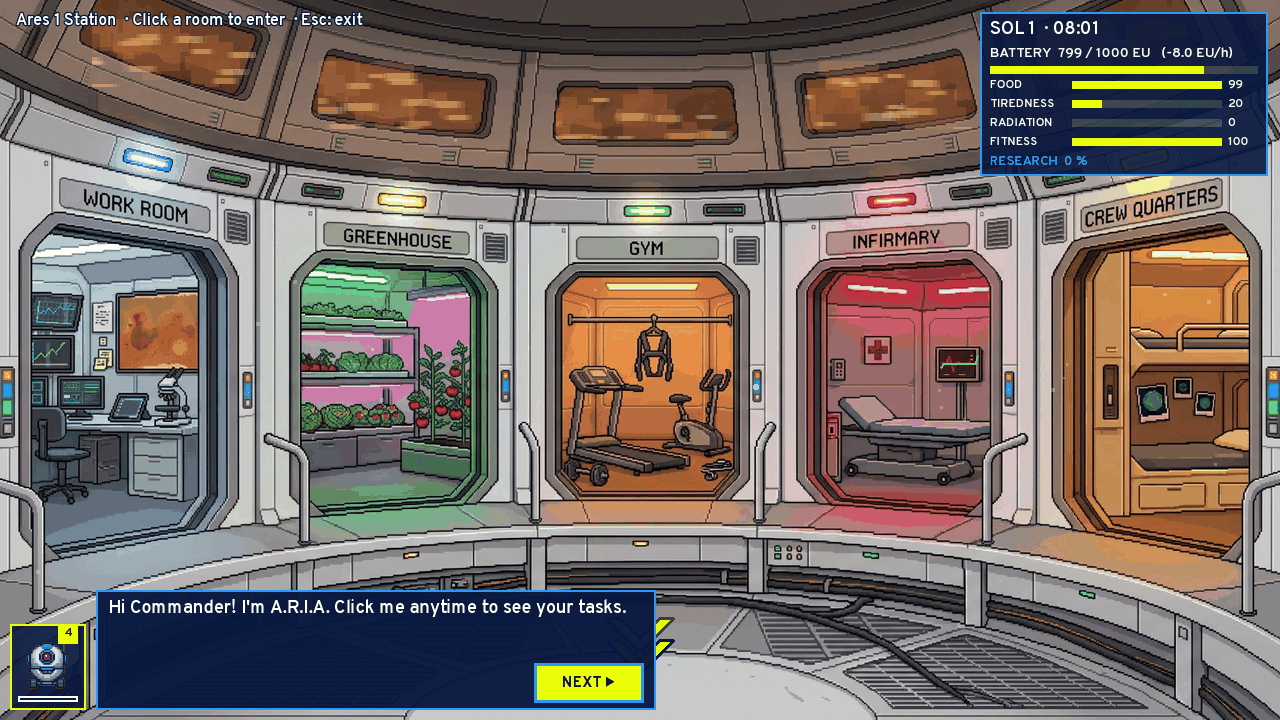 Ares 1 Station · Click a room to enter · Esc: exit
SOL 1 · 08:01
BATTERY 799 / 1000 EU (-8.0 EU/h)
FOOD 99
TIREDNESS 20
RADIATION 0
FITNESS 100
RESEARCH 0 %
WORK ROOM
GREENHOUSE
GYM
INFIRMARY
CREW QUARTERS
Hi Commander! I'm A.R.I.A. Click me anytime to see your tasks.
4
NEXT ▶